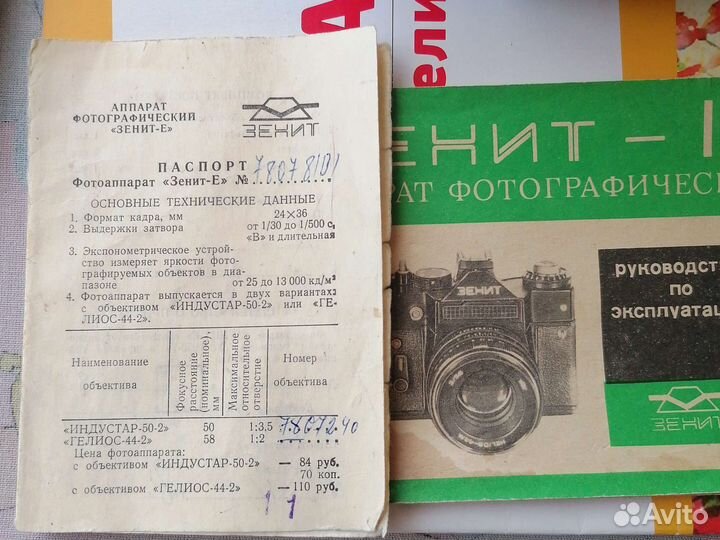 АППАРАТ
ФОТОГРАФИЧЕСКИЙ
«ЗЕНИТ-Е»
ЗЕНИТ
ПАСПОРТ
Фотоаппарат «Зенит-Е» № 78078101
ОСНОВНЫЕ ТЕХНИЧЕСКИЕ ДАННЫЕ
1. Формат кадра, мм 24×36
2. Выдержки затвора от 1/30 до 1/500 с,
«В» и длительная
3. Экспонометрическое устрой-
ство измеряет яркости фото-
графируемых объектов в диа-
пазоне от 25 до 13 000 кд/м²
4. Фотоаппарат выпускается в двух вариантах:
с объективом «ИНДУСТАР-50-2» или «ГЕ-
ЛИОС-44-2».
Наименование объектива
Фокусное расстояние (номинальное), мм
Максимальное относительное отверстие
Номер объектива
«ИНДУСТАР-50-2» 50 1:3,5
«ГЕЛИОС-44-2» 58 1:2
Цена фотоаппарата:
с объективом «ИНДУСТАР-50-2» — 84 руб.
70 коп.
с объективом «ГЕЛИОС-44-2» —110 руб.
11
ЕНИТ – 
РАТ ФОТОГРАФИЧЕС
ЗЕНИТ
руководств
по
эксплуатац
ЗЕНИТ
А
ели
Avito